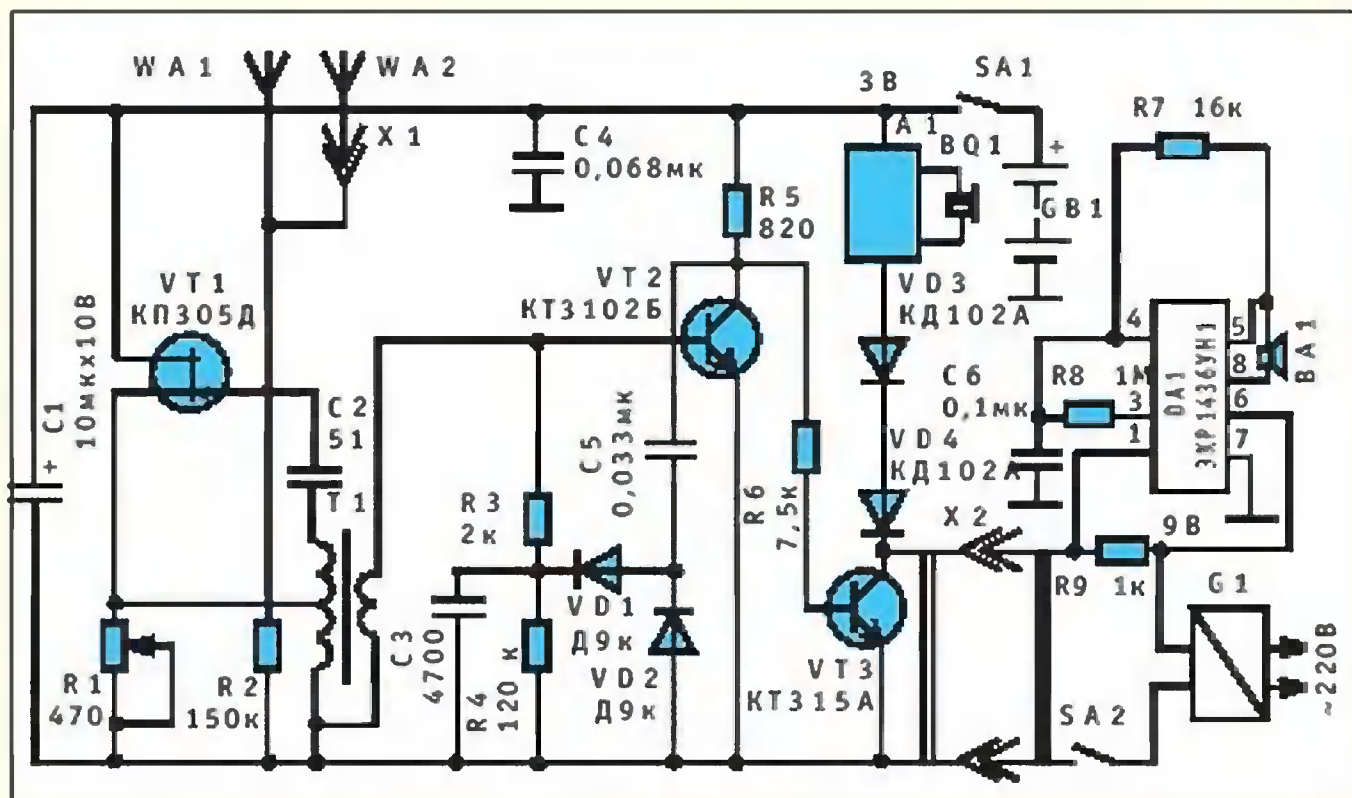 WA1
WA2
SA1
3В
R7 16к
X1
C4
0,068мк
A1
BQ1
R5
820
GB1
VT1
КП305Д
VT2
КТ3102Б
VD3
КД102А
C1
10мкх10В
+
+
4
5
8
6
3
1
7
DA1
ЭКР1436УН1
BA1
C2
51
C5
0,033мк
C6
0,1мк
R8 1М
T1
R3
2к
R6
7,5к
VD4
КД102А
X2
9В
R9 1к
G1
VD1
Д9к
C3
4700
R4
120 к
VD2
Д9к
VT3
КТ315А
R1
470
R2
150к
SA2
~220В